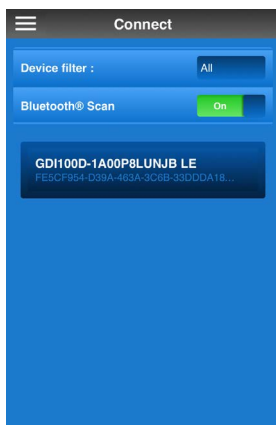 Connect
Device filter : All
Bluetooth® Scan On
GDI100D-1A00P8LUNJB LE
FE5CF954-D39A-463A-3C6B-33DDDA18...